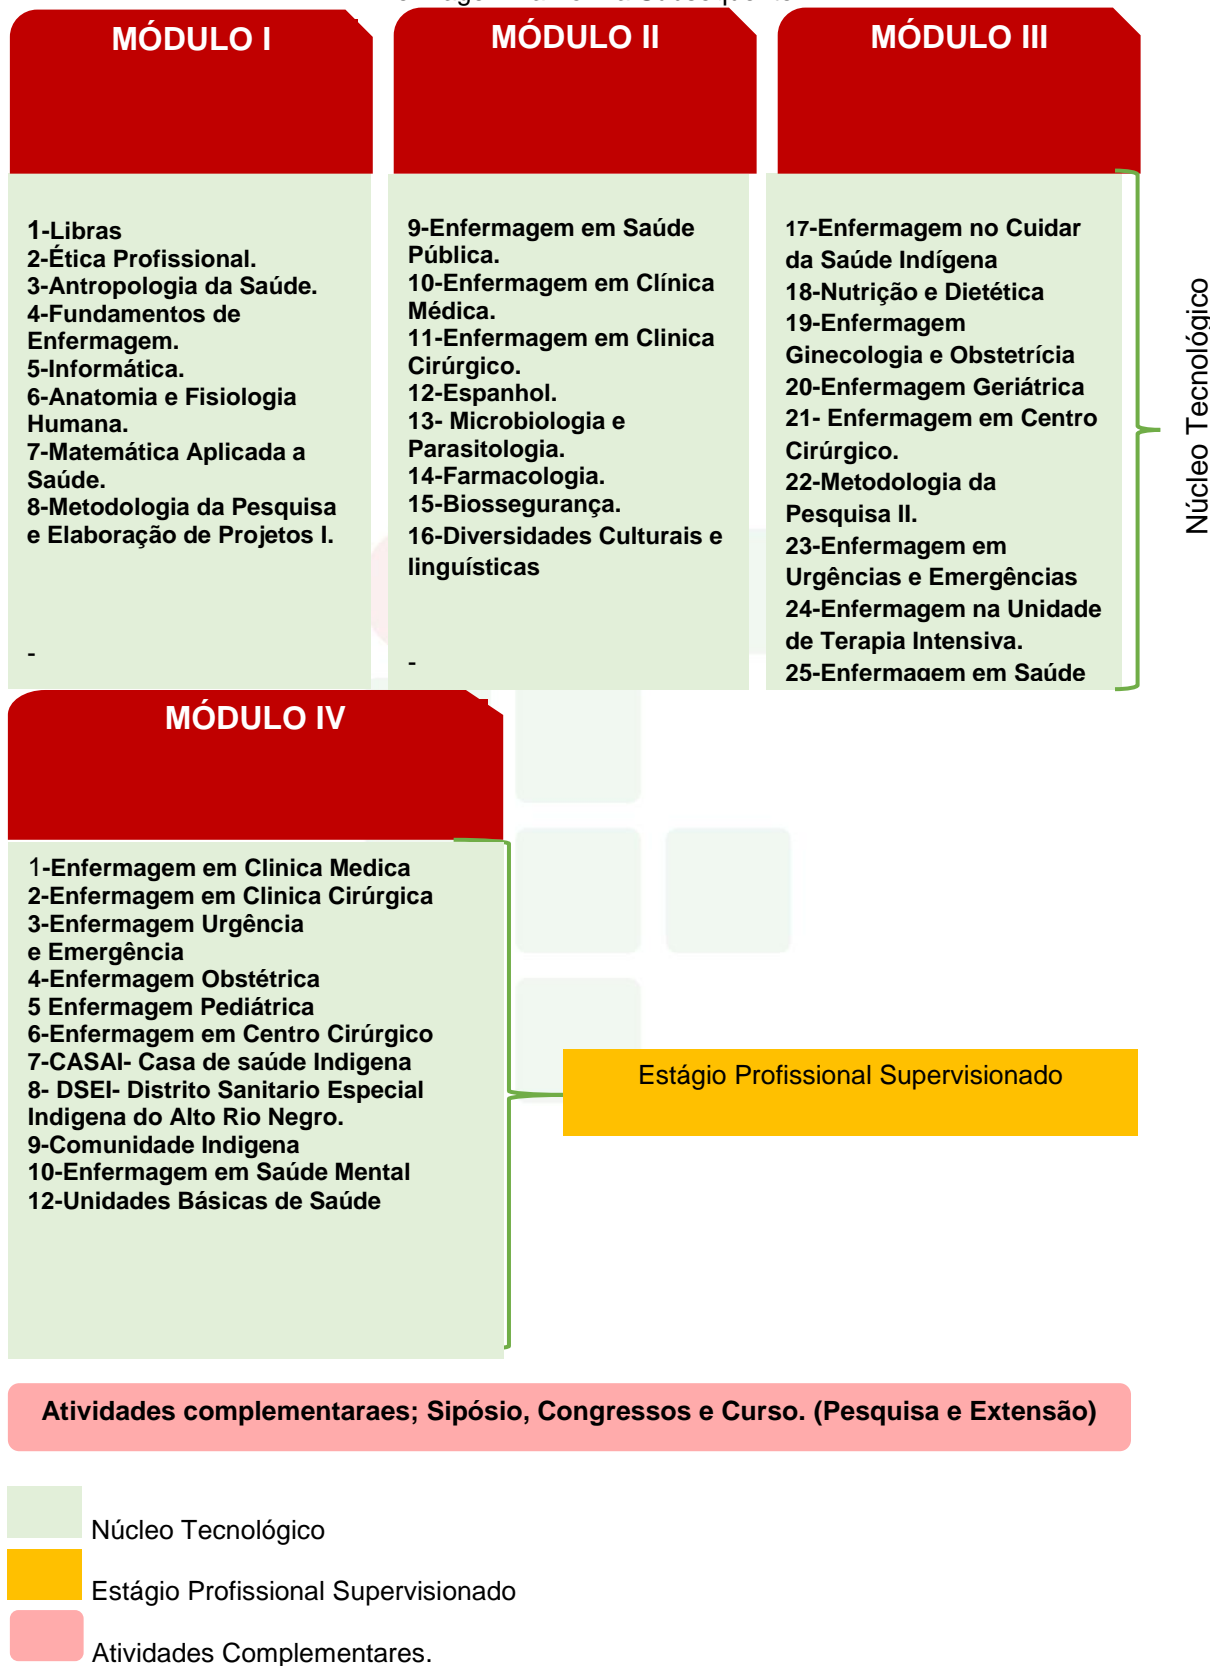 MÓDULO I
1-Libras
2-Ética Profissional.
3-Antropologia da Saúde.
4-Fundamentos de
Enfermagem.
5-Informática.
6-Anatomia e Fisiologia
Humana.
7-Matemática Aplicada a
Saúde.
8-Metodologia da Pesquisa
e Elaboração de Projetos I.
-
MÓDULO II
9-Enfermagem em Saúde
Pública.
10-Enfermagem em Clínica
Médica.
11-Enfermagem em Clinica
Cirúrgico.
12-Espanhol.
13- Microbiologia e
Parasitologia.
14-Farmacologia.
15-Biossegurança.
16-Diversidades Culturais e
linguísticas
-
MÓDULO III
17-Enfermagem no Cuidar
da Saúde Indígena
18-Nutrição e Dietética
19-Enfermagem
Ginecologia e Obstetrícia
20-Enfermagem Geriátrica
21- Enfermagem em Centro
Cirúrgico.
22-Metodologia da
Pesquisa II.
23-Enfermagem em
Urgências e Emergências
24-Enfermagem na Unidade
de Terapia Intensiva.
25-Enfermagem em Saúde
Núcleo Tecnológico
MÓDULO IV
1-Enfermagem em Clinica Medica
2-Enfermagem em Clinica Cirúrgica
3-Enfermagem Urgência
e Emergência
4-Enfermagem Obstétrica
5 Enfermagem Pediátrica
6-Enfermagem em Centro Cirúrgico
7-CASAI- Casa de saúde Indigena
8- DSEI- Distrito Sanitario Especial
Indigena do Alto Rio Negro.
9-Comunidade Indigena
10-Enfermagem em Saúde Mental
12-Unidades Básicas de Saúde
Estágio Profissional Supervisionado
Atividades complementaraes; Sipósio, Congressos e Curso. (Pesquisa e Extensão)
Núcleo Tecnológico
Estágio Profissional Supervisionado
Atividades Complementares.